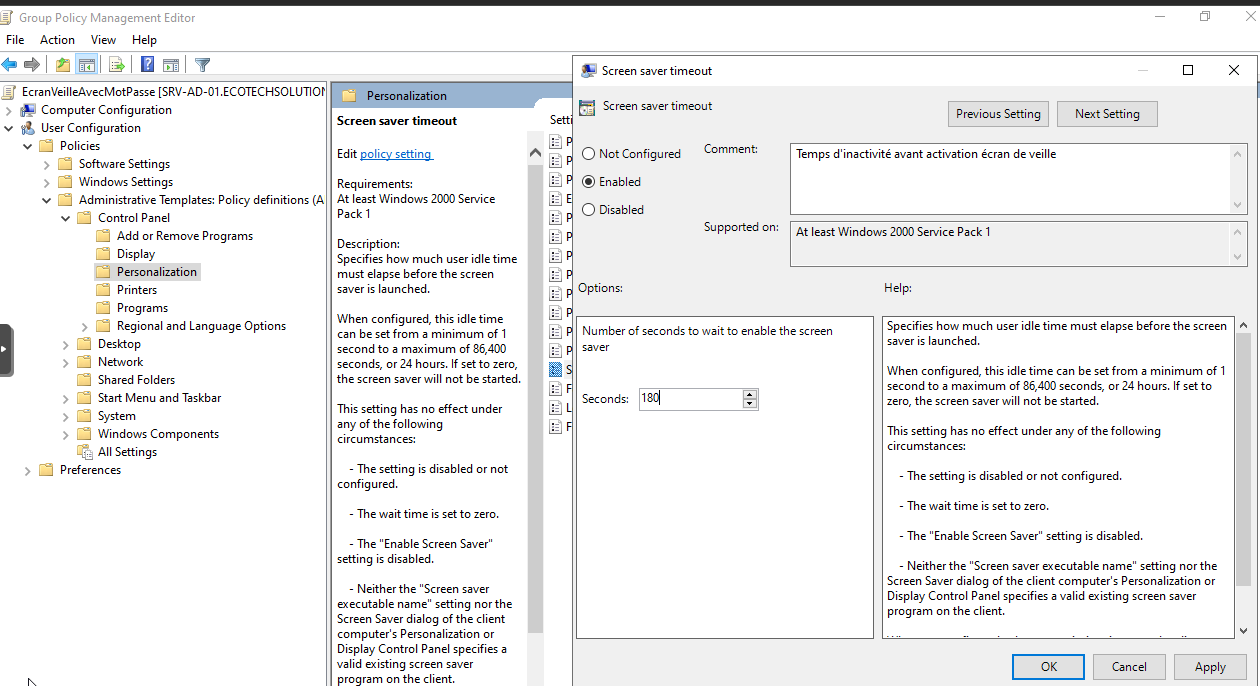 Group Policy Management Editor
File Action View Help
EcranVeilleAvecMotPasse [SRV-AD-01.ECOTECHSOLUTION
Computer Configuration
User Configuration
Policies
Software Settings
Windows Settings
Administrative Templates: Policy definitions (A
Control Panel
Add or Remove Programs
Display
Personalization
Printers
Programs
Regional and Language Options
Desktop
Network
Shared Folders
Start Menu and Taskbar
System
Windows Components
All Settings
Preferences
Personalization
Screen saver timeout
Edit policy setting
Requirements:
At least Windows 2000 Service
Pack 1
Description:
Specifies how much user idle time
must elapse before the screen
saver is launched.
When configured, this idle time
can be set from a minimum of 1
second to a maximum of 86,400
seconds, or 24 hours. If set to zero,
the screen saver will not be started.
This setting has no effect under
any of the following
circumstances:
- The setting is disabled or not
configured.
- The wait time is set to zero.
- The "Enable Screen Saver"
setting is disabled.
- Neither the "Screen saver
executable name" setting nor the
Screen Saver dialog of the client
computer's Personalization or
Display Control Panel specifies a
valid existing screen saver
program on the client.
Setti
P
P
P
E
P
P
P
P
P
P
P
P
S
F
L
F
Screen saver timeout
Screen saver timeout
Previous Setting Next Setting
Not Configured
Enabled
Disabled
Comment:
Temps d'inactivité avant activation écran de veille
Supported on:
At least Windows 2000 Service Pack 1
Options:
Number of seconds to wait to enable the screen
saver
Seconds: 180
Help:
Specifies how much user idle time must elapse before the screen
saver is launched.
When configured, this idle time can be set from a minimum of 1
second to a maximum of 86,400 seconds, or 24 hours. If set to
zero, the screen saver will not be started.
This setting has no effect under any of the following
circumstances:
- The setting is disabled or not configured.
- The wait time is set to zero.
- The "Enable Screen Saver" setting is disabled.
- Neither the "Screen saver executable name" setting nor the
Screen Saver dialog of the client computer's Personalization or
Display Control Panel specifies a valid existing screen saver
program on the client.
OK Cancel Apply